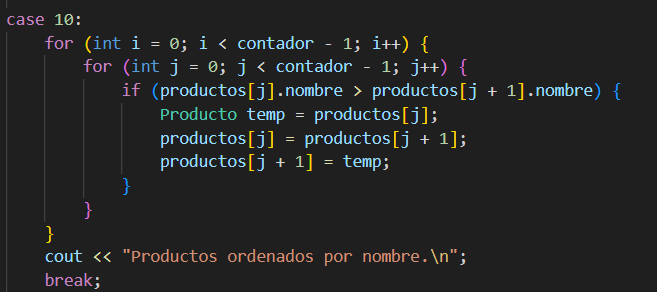 case 10:
    for (int i = 0; i < contador - 1; i++) {
        for (int j = 0; j < contador - 1; j++) {
            if (productos[j].nombre > productos[j + 1].nombre) {
                Producto temp = productos[j];
                productos[j] = productos[j + 1];
                productos[j + 1] = temp;
            }
        }
    }
    cout << "Productos ordenados por nombre.\n";
    break;